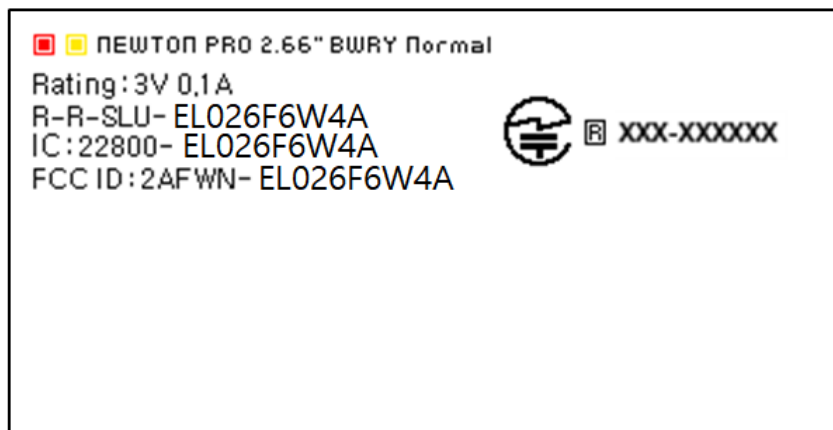 NEWTON PRO 2.66" BWRY Normal
Rating:3V 0.1A
R-R-SLU- EL026F6W4A
IC:22800- EL026F6W4A
FCC ID:2AFWN- EL026F6W4A
R XXX-XXXXXX